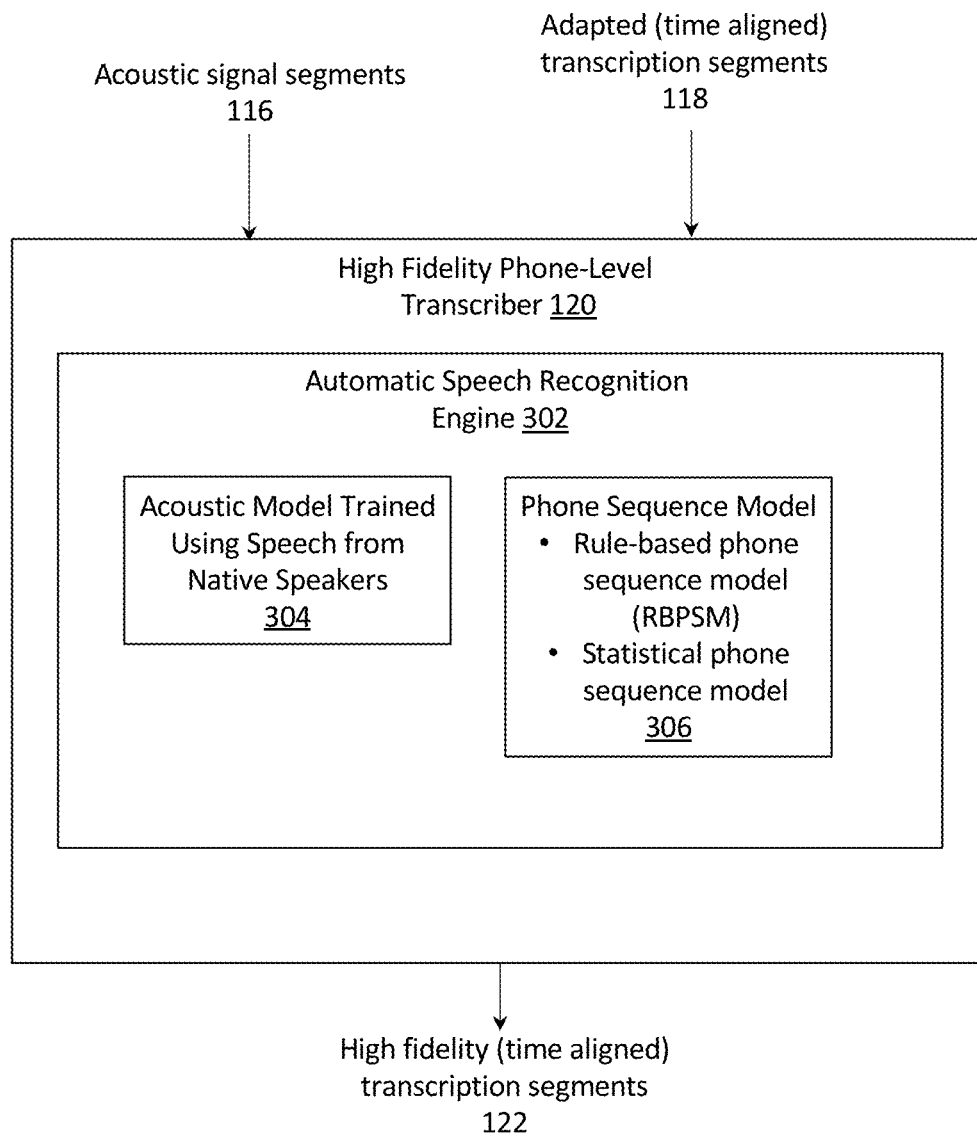 Acoustic signal segments
116
Adapted (time aligned)
transcription segments
118
High Fidelity Phone-Level
Transcriber 120
Automatic Speech Recognition
Engine 302
Acoustic Model Trained
Using Speech from
Native Speakers
304
Phone Sequence Model
• Rule-based phone
sequence model
(RBPSM)
• Statistical phone
sequence model
306
High fidelity (time aligned)
transcription segments
122